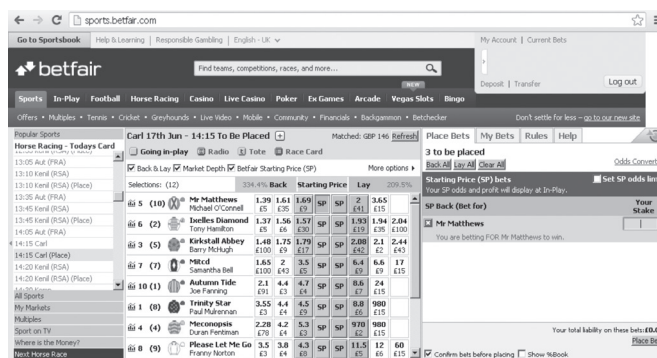 sports.betfair.com
Go to Sportsbook Help & Learning Responsible Gambling English - UK
My Account Current Bets
betfair
Find teams, competitions, races, and more...
Deposit Transfer Log out
NEW
Sports In-Play Football Horse Racing Casino Live Casino Poker Ex Games Arcade Vegas Slots Bingo
Offers • Multiples • Tennis • Cricket • Greyhounds • Live Video • Mobile • Community • Financials • Backgammon • Betchecker Don't settle for less – go to our new site
Popular Sports
Horse Racing - Todays Card
13:05 Aut (FRA)
13:10 Kenil (RSA)
13:10 Kenil (RSA) (Place)
13:35 Aut (FRA)
13:45 Kenil (RSA)
13:45 Kenil (RSA) (Place)
14:05 Aut (FRA)
14:15 Carl
14:15 Carl (Place)
14:20 Kenil (RSA)
14:20 Kenil (RSA) (Place)
All Sports
My Markets
Multiples
Sport on TV
Where is the Money?
Next Horse Race
Carl 17th Jun - 14:15 To Be Placed + Matched: GBP 146 Refresh
Going in-play Radio Tote Race Card
Back & Lay Market Depth Betfair Starting Price (SP) More options
Selections: (12) 334.4% Back Starting Price Lay 209.5%
5 (10) Mr Matthews 1.39 1.61 1.69 SP SP 2 3.65
Michael O'Connell £5 £35 £9 £41 £15
6 (2) Ixelles Diamond 1.37 1.56 1.57 SP SP 1.93 1.94 2.04
Tony Hamilton £5 £6 £30 £19 £35 £100
3 (5) Kirkstall Abbey 1.48 1.75 1.79 SP SP 2.08 2.1 2.44
Barry McHugh £100 £9 £17 £42 £2 £43
7 (7) Mitcd 1.65 2 3.5 SP SP 6.4 6.6 17
Samantha Bell £100 £43 £5 £9 £9 £15
10 (1) Autumn Tide 2.1 4.4 4.7 SP SP 8.6 24
Joe Fanning £91 £3 £4 £7 £15
1 (8) Trinity Star 3.55 4.4 4.5 SP SP 8.8 980
Paul Mulrennan £3 £4 £9 £6 £15
4 (4) Meconopsis 2.28 4.2 5.3 SP SP 970 980
Duran Fentiman £78 £4 £3 £2 £15
8 (9) Please Let Me Go 3.5 3.8 4.3 SP SP 11.5 12 60
Franny Norton £3 £4 £8 £5 £6 £15
Place Bets My Bets Rules Help
3 to be placed
Back All Lay All Clear All Odds Convert
Starting Price (SP) bets Set SP odds lim
Your SP odds and profit will display at In-Play.
SP Back (Bet for) Your Stake
Mr Matthews
You are betting FOR Mr Matthews to win.
Your total liability on these bets: £0.0
Place Be
Confirm bets before placing Show %Book